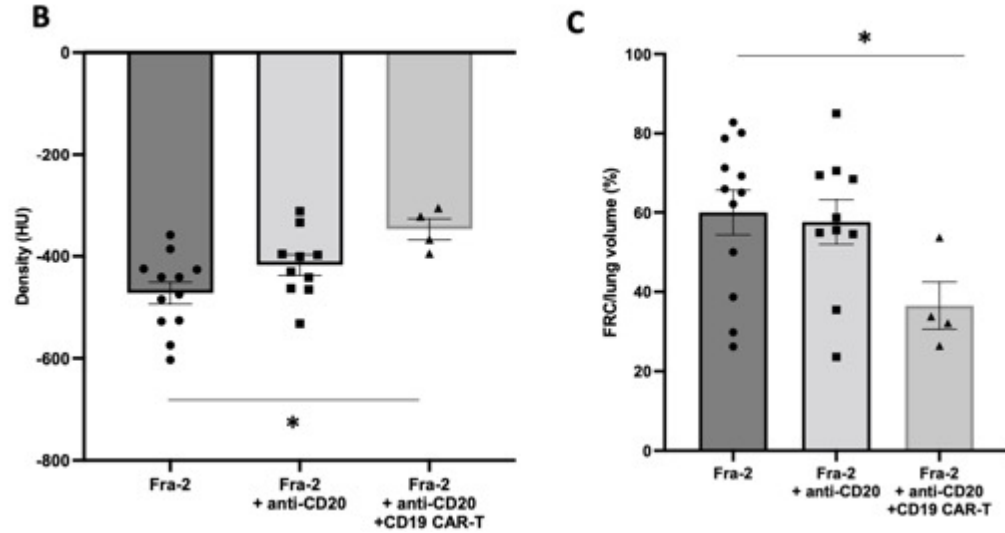 B
0
-200
-400
-600
-800
Density (HU)
Fra-2
Fra-2
+ anti-CD20
Fra-2
+ anti-CD20
+CD19 CAR-T
*
C
100
80
60
40
20
0
FRC/lung volume (%)
*
Fra-2
Fra-2
+ anti-CD20
Fra-2
+ anti-CD20
+CD19 CAR-T